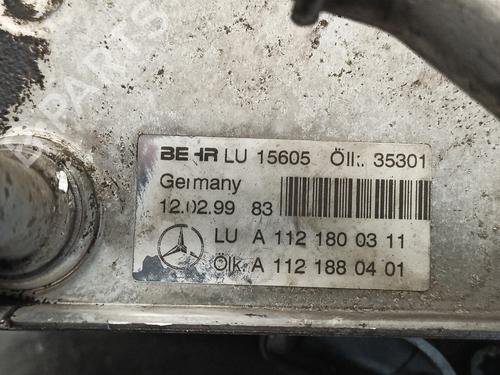 BEHR LU 15605 Öll:. 35301
Germany
12.02.99 83
LU A 112 180 03 11
Ölk. A 112 188 04 01